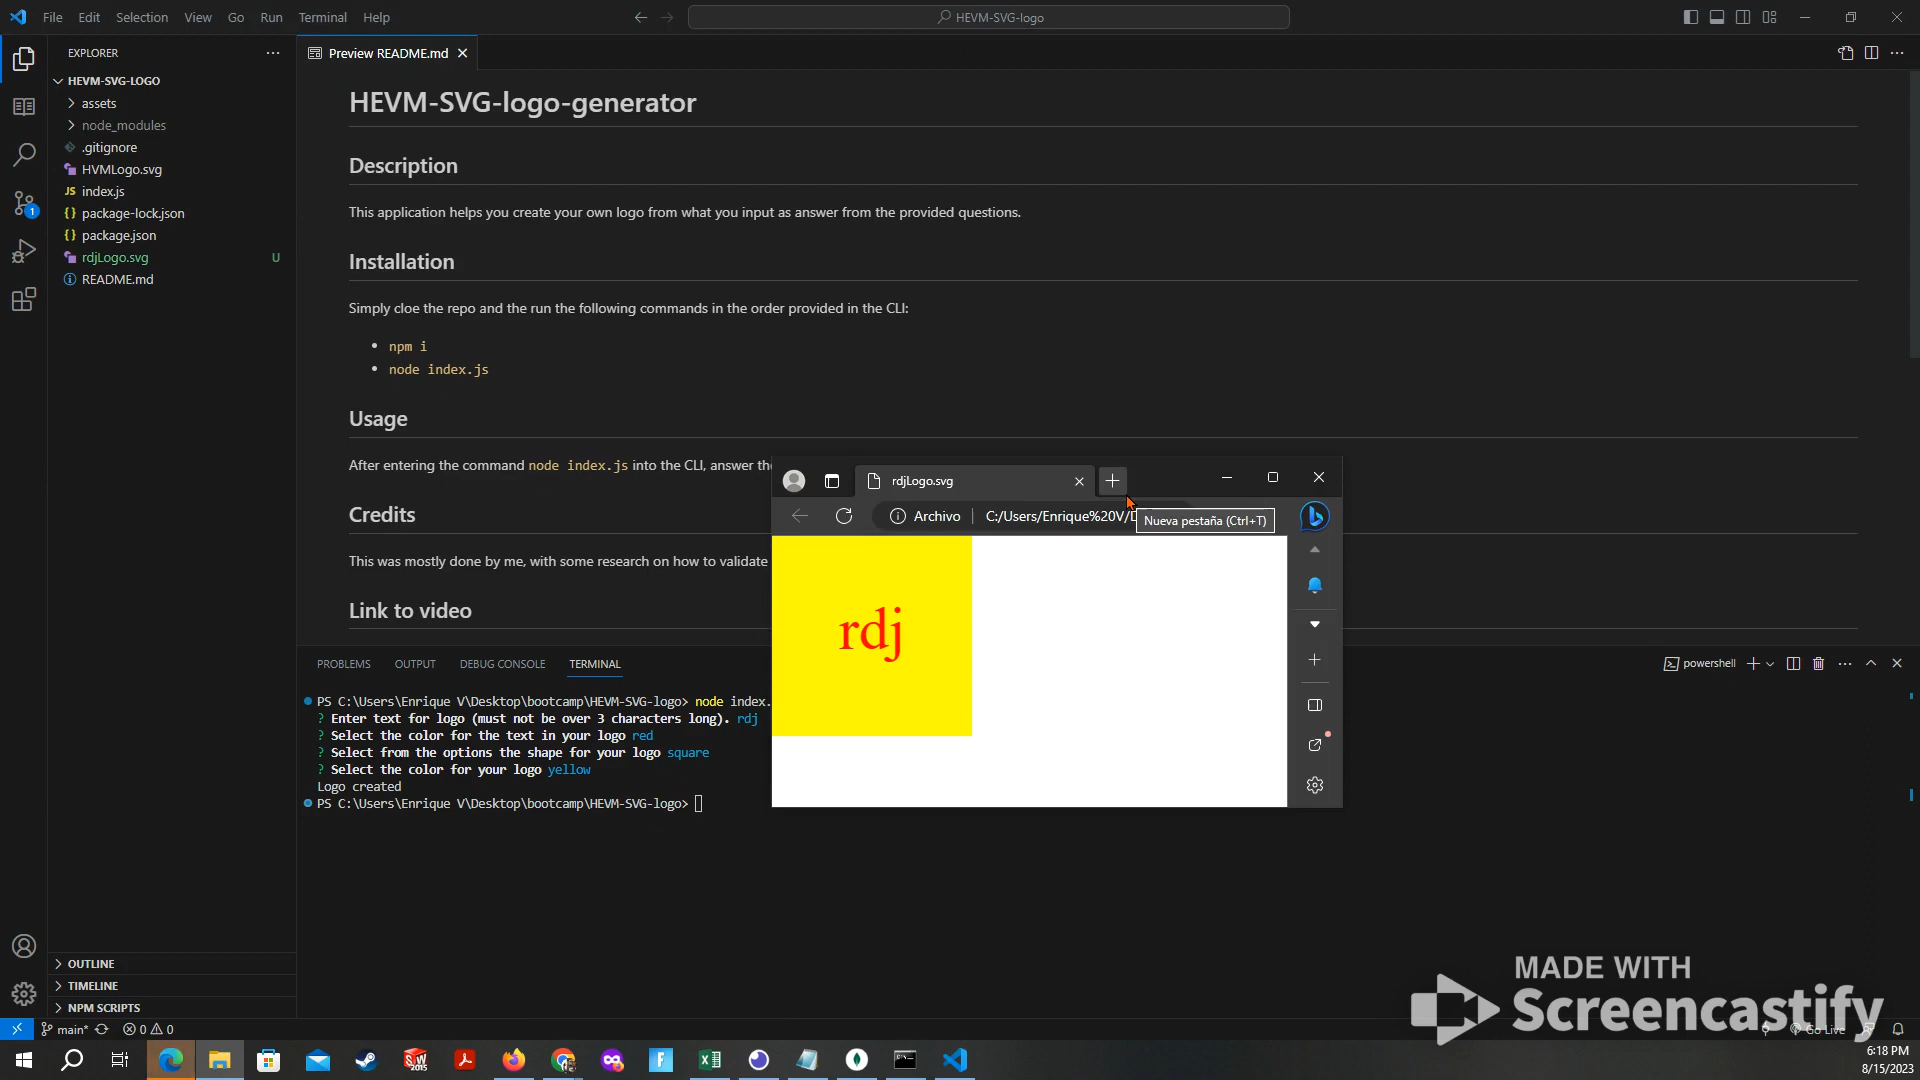 File Edit Selection View Go Run Terminal Help
HEVM-SVG-logo
EXPLORER
HEVM-SVG-LOGO
assets
node_modules
.gitignore
HVMLogo.svg
JS index.js
{} package-lock.json
{} package.json
rdjLogo.svg U
README.md
1
Preview README.md
HEVM-SVG-logo-generator
Description
This application helps you create your own logo from what you input as answer from the provided questions.
Installation
Simply cloe the repo and the run the following commands in the order provided in the CLI:
• npm i
• node index.js
Usage
After entering the command node index.js into the CLI, answer the
Credits
This was mostly done by me, with some research on how to validate
Link to video
rdjLogo.svg
Archivo C:/Users/Enrique%20V/D
Nueva pestaña (Ctrl+T)
rdj
PROBLEMS OUTPUT DEBUG CONSOLE TERMINAL
powershell
PS C:\Users\Enrique V\Desktop\bootcamp\HEVM-SVG-logo> node index.
? Enter text for logo (must not be over 3 characters long). rdj
? Select the color for the text in your logo red
? Select from the options the shape for your logo square
? Select the color for your logo yellow
Logo created
PS C:\Users\Enrique V\Desktop\bootcamp\HEVM-SVG-logo>
OUTLINE
TIMELINE
NPM SCRIPTS
main* 0 0
Go Live
MADE WITH
Screencastify
SW
2015
6:18 PM
8/15/2023